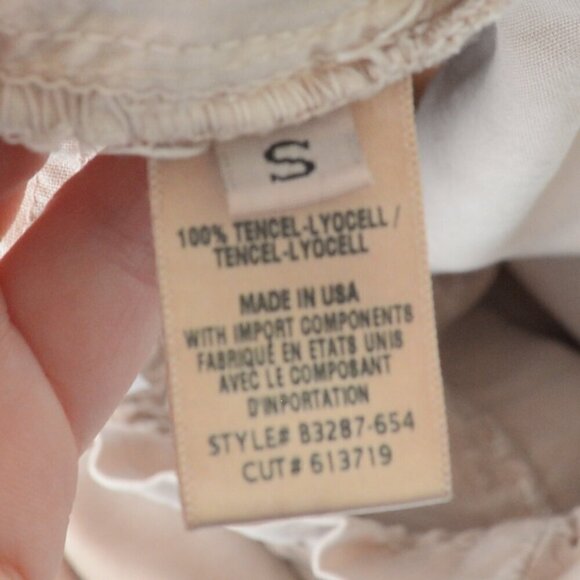 S
100% TENCEL-LYOCELL /
TENCEL-LYOCELL
MADE IN USA
WITH IMPORT COMPONENTS
FABRIQUÉ EN ETATS UNIS
AVEC LE COMPOSANT
D'INPORTATION
STYLE# B3287-654
CUT# 613719